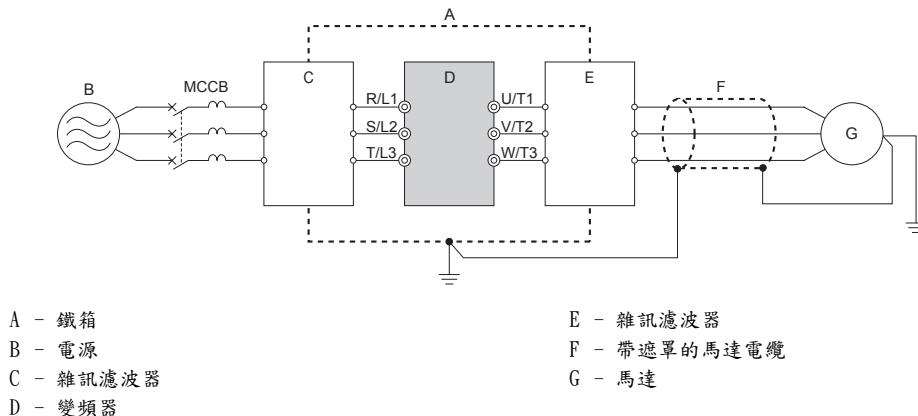 A
B
MCCB
C
R/L1
D
U/T1
E
F
S/L2
V/T2
G
T/L3
W/T3
A - 鐵箱
B - 電源
C - 雜訊濾波器
D - 變頻器
E - 雜訊濾波器
F - 帶遮罩的馬達電纜
G - 馬達